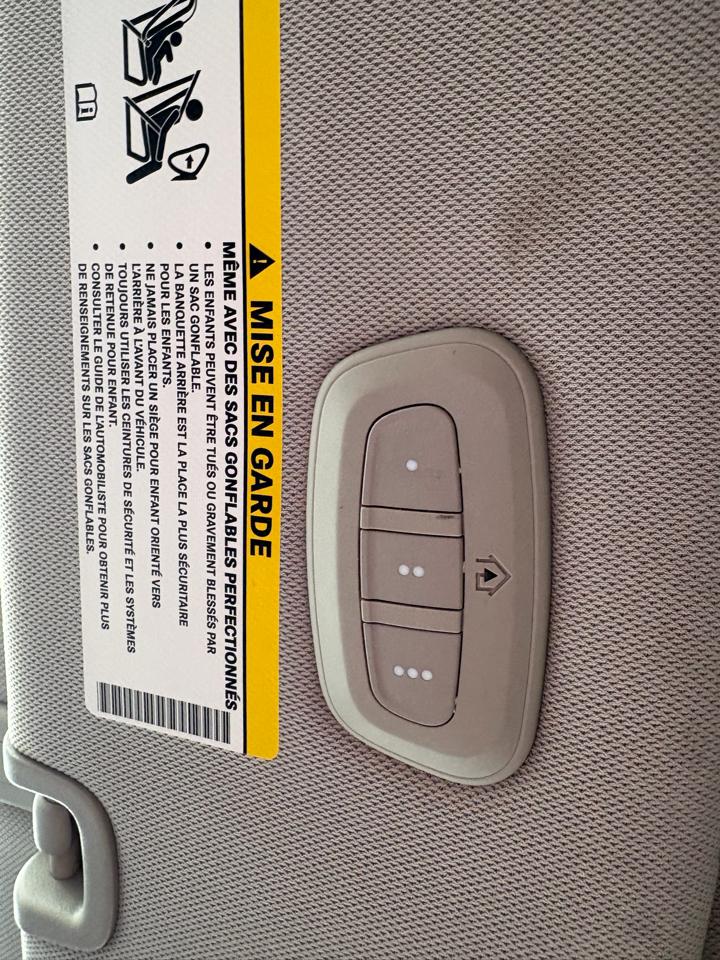 MISE EN GARDE
MÊME AVEC DES SACS GONFLABLES PERFECTIONNÉS
• LES ENFANTS PEUVENT ÊTRE TUÉS OU GRAVEMENT BLESSÉS PAR
UN SAC GONFLABLE.
• LA BANQUETTE ARRIÈRE EST LA PLACE LA PLUS SÉCURITAIRE
POUR LES ENFANTS.
• NE JAMAIS PLACER UN SIÈGE POUR ENFANT ORIENTÉ VERS
L'ARRIÈRE À L'AVANT DU VÉHICULE.
• TOUJOURS UTILISER LES CEINTURES DE SÉCURITÉ ET LES SYSTÈMES
DE RETENUE POUR ENFANT.
• CONSULTER LE GUIDE DE L'AUTOMOBILISTE POUR OBTENIR PLUS
DE RENSEIGNEMENTS SUR LES SACS GONFLABLES.